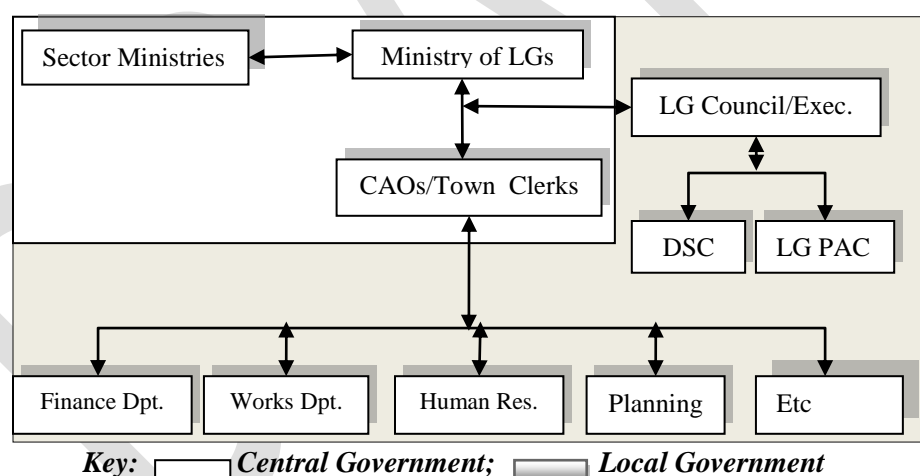 Sector Ministries
Ministry of LGs
LG Council/Exec.
CAOs/Town Clerks
DSC
LG PAC
Finance Dpt.
Works Dpt.
Human Res.
Planning
Etc
Key: Central Government; Local Government